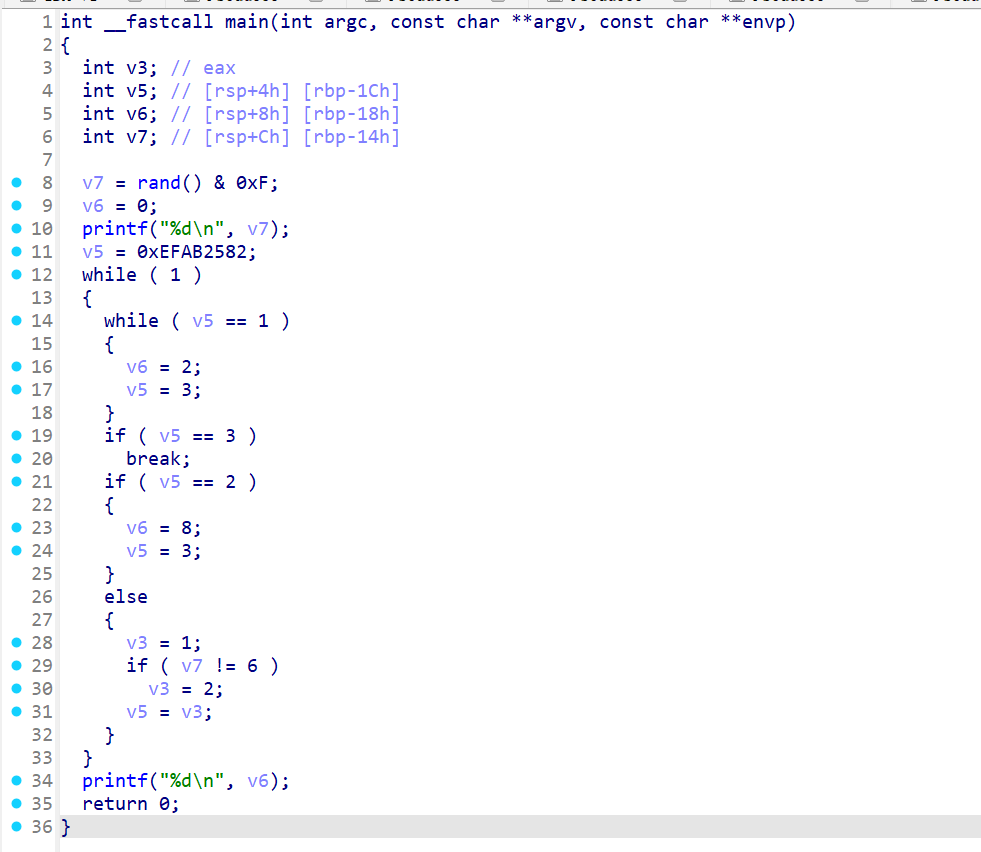 1 int __fastcall main(int argc, const char **argv, const char **envp)
2 {
3   int v3; // eax
4   int v5; // [rsp+4h] [rbp-1Ch]
5   int v6; // [rsp+8h] [rbp-18h]
6   int v7; // [rsp+Ch] [rbp-14h]
7
8   v7 = rand() & 0xF;
9   v6 = 0;
10   printf("%d\n", v7);
11   v5 = 0xEFAB2582;
12   while ( 1 )
13   {
14     while ( v5 == 1 )
15     {
16       v6 = 2;
17       v5 = 3;
18     }
19     if ( v5 == 3 )
20       break;
21     if ( v5 == 2 )
22     {
23       v6 = 8;
24       v5 = 3;
25     }
26     else
27     {
28       v3 = 1;
29       if ( v7 != 6 )
30         v3 = 2;
31       v5 = v3;
32     }
33   }
34   printf("%d\n", v6);
35   return 0;
36 }